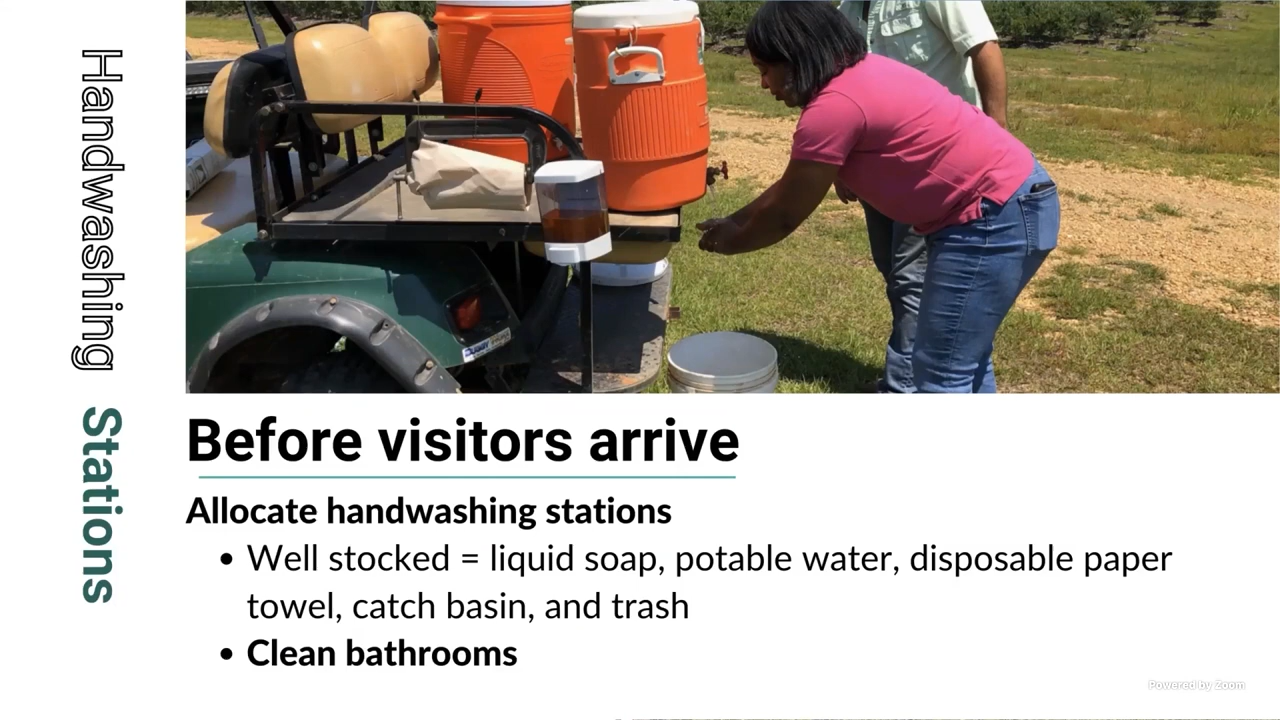 Handwashing Stations
Before visitors arrive
Allocate handwashing stations
• Well stocked = liquid soap, potable water, disposable paper
towel, catch basin, and trash
• Clean bathrooms
Powered by Zoom